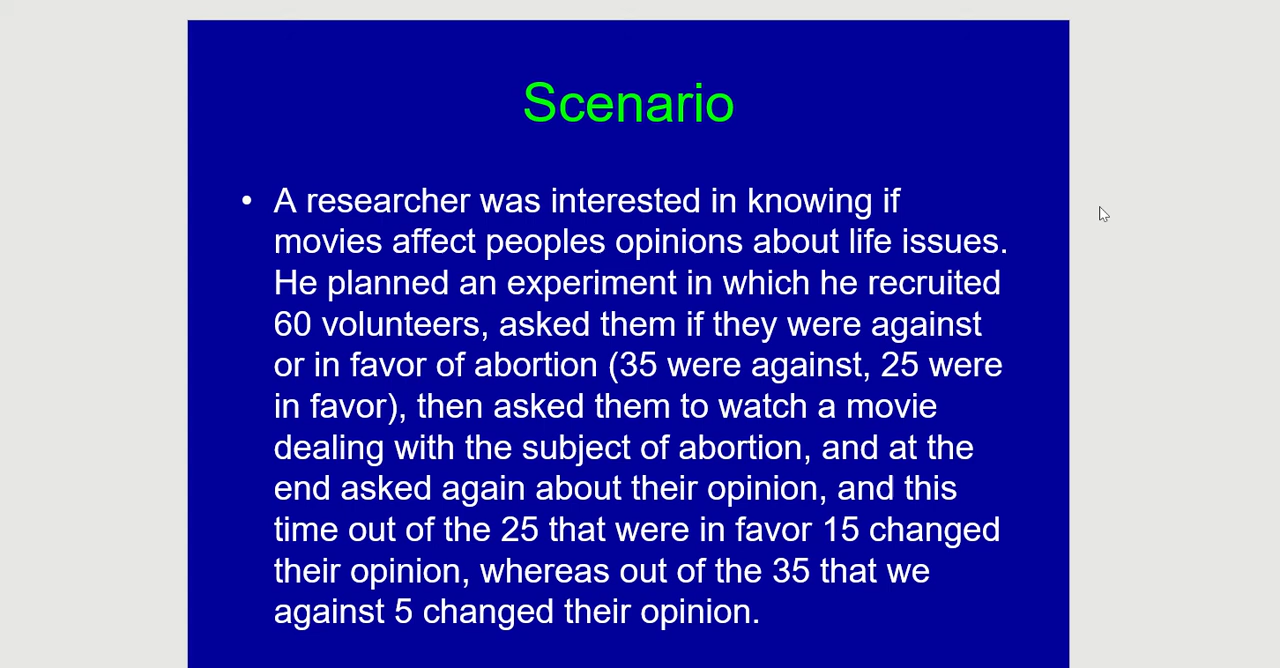 Scenario
• A researcher was interested in knowing if
movies affect peoples opinions about life issues.
He planned an experiment in which he recruited
60 volunteers, asked them if they were against
or in favor of abortion (35 were against, 25 were
in favor), then asked them to watch a movie
dealing with the subject of abortion, and at the
end asked again about their opinion, and this
time out of the 25 that were in favor 15 changed
their opinion, whereas out of the 35 that we
against 5 changed their opinion.